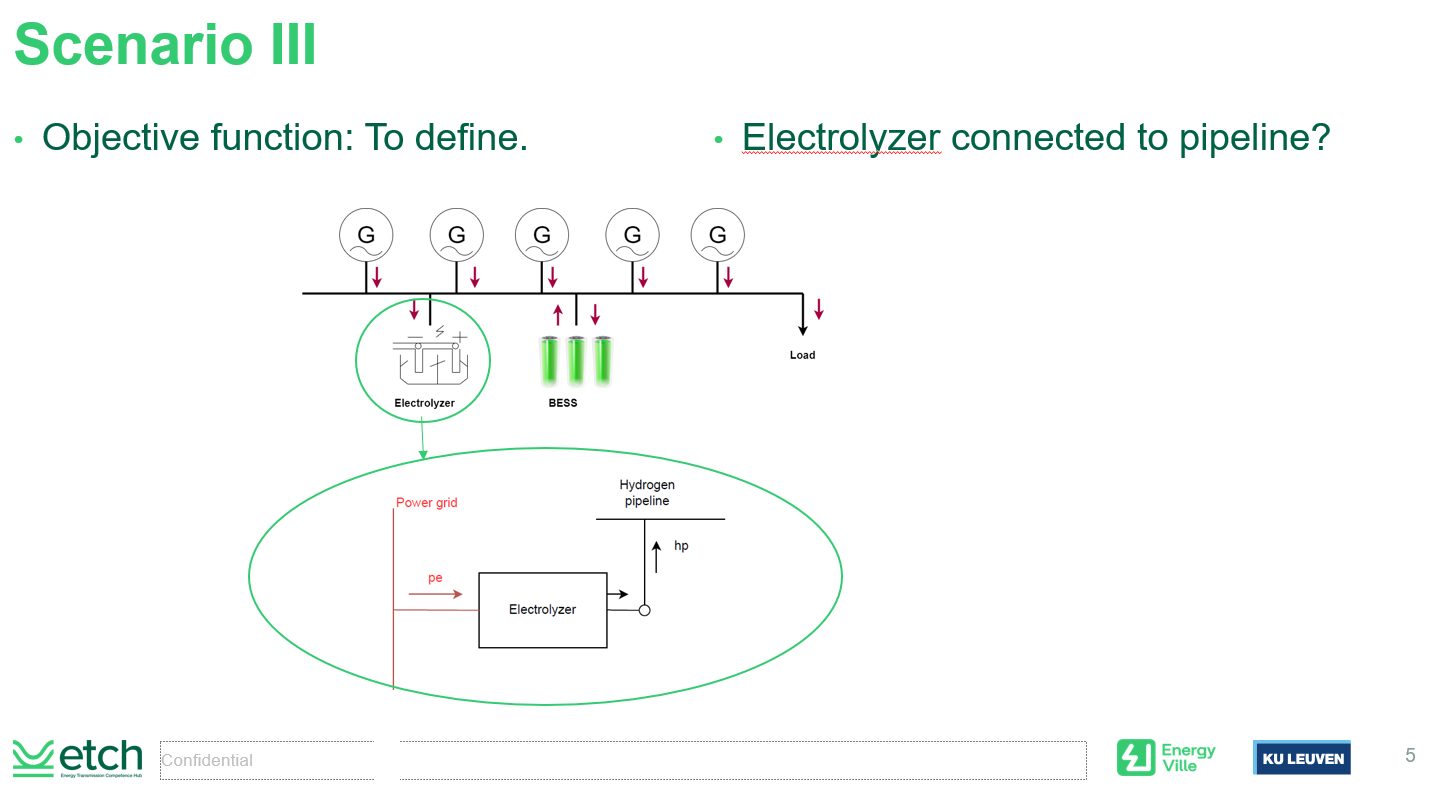 Scenario III
• Objective function: To define.
• Electrolyzer connected to pipeline?
G G G G G
Load
Electrolyzer
BESS
Hydrogen
pipeline
Power grid
hp
pe
Electrolyzer
etch
Energy Transmission Competence Hub
Confidential
Energy
Ville
KU LEUVEN
5